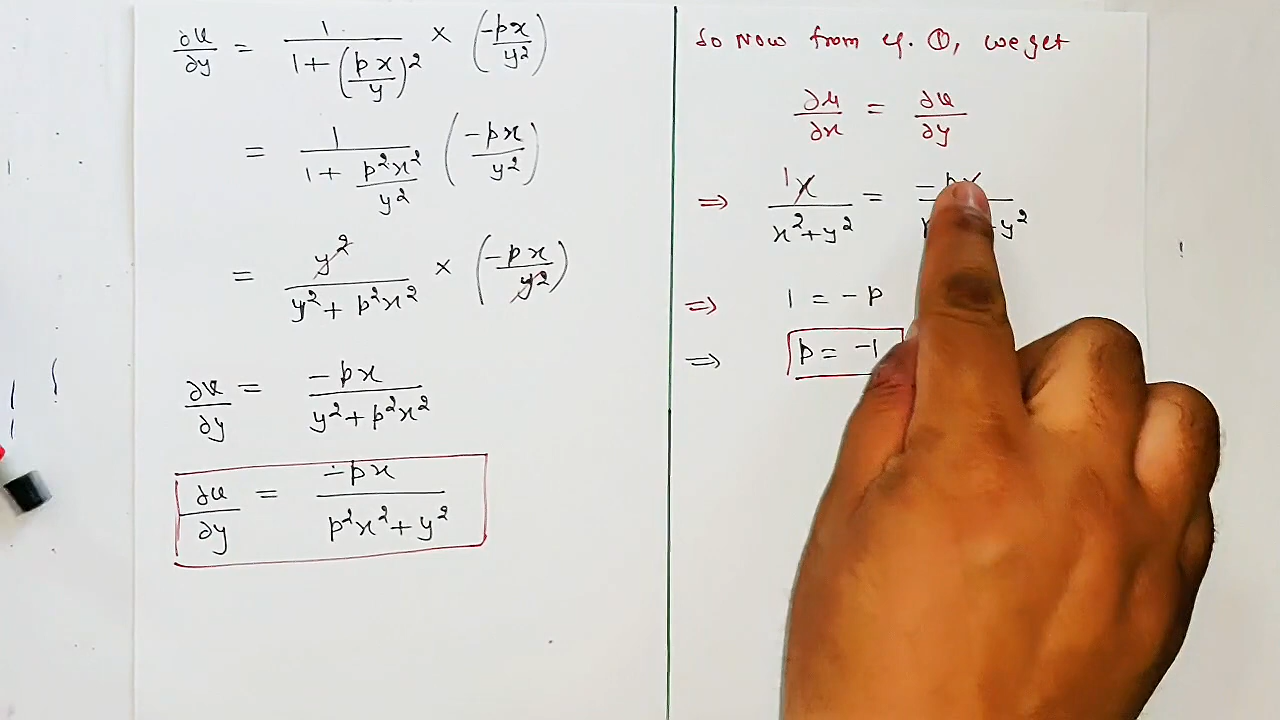 ∂v/∂y = 1/(1+(px/y)²) × (-px/y²)
= 1/(1+ p²x²/y²) (-px/y²)
= y²/(y²+p²x²) × (-px/y²)
∂v/∂y = -px/(y²+p²x²)
∂v/∂y = -px/(p²x²+y²)
So Now from eq. ①, we get
∂u/∂x = ∂v/∂y
⇒ 1x/(x²+y²) =
⇒ 1 = -p
⇒ p = -1